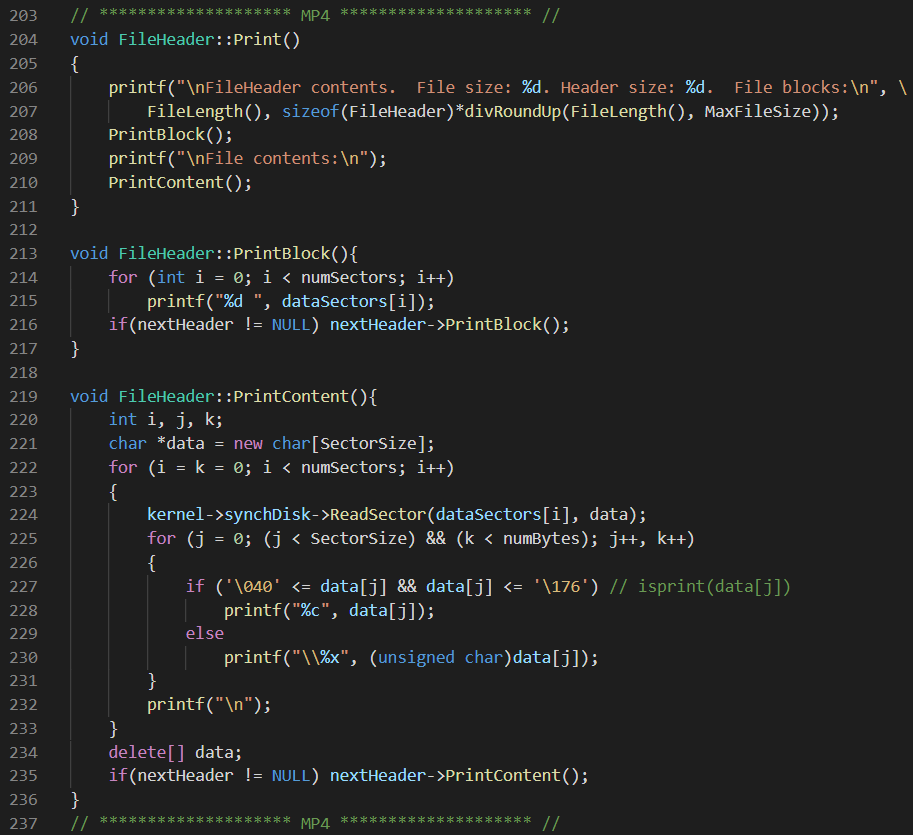 203 // ******************** MP4 ******************** //
204 void FileHeader::Print()
205 {
206     printf("\nFileHeader contents.  File size: %d. Header size: %d.  File blocks:\n", \
207         FileLength(), sizeof(FileHeader)*divRoundUp(FileLength(), MaxFileSize));
208     PrintBlock();
209     printf("\nFile contents:\n");
210     PrintContent();
211 }
212
213 void FileHeader::PrintBlock(){
214     for (int i = 0; i < numSectors; i++)
215         printf("%d ", dataSectors[i]);
216     if(nextHeader != NULL) nextHeader->PrintBlock();
217 }
218
219 void FileHeader::PrintContent(){
220     int i, j, k;
221     char *data = new char[SectorSize];
222     for (i = k = 0; i < numSectors; i++)
223     {
224         kernel->synchDisk->ReadSector(dataSectors[i], data);
225         for (j = 0; (j < SectorSize) && (k < numBytes); j++, k++)
226         {
227             if ('\040' <= data[j] && data[j] <= '\176') // isprint(data[j])
228                 printf("%c", data[j]);
229             else
230                 printf("\\%x", (unsigned char)data[j]);
231         }
232         printf("\n");
233     }
234     delete[] data;
235     if(nextHeader != NULL) nextHeader->PrintContent();
236 }
237 // ******************** MP4 ******************** //